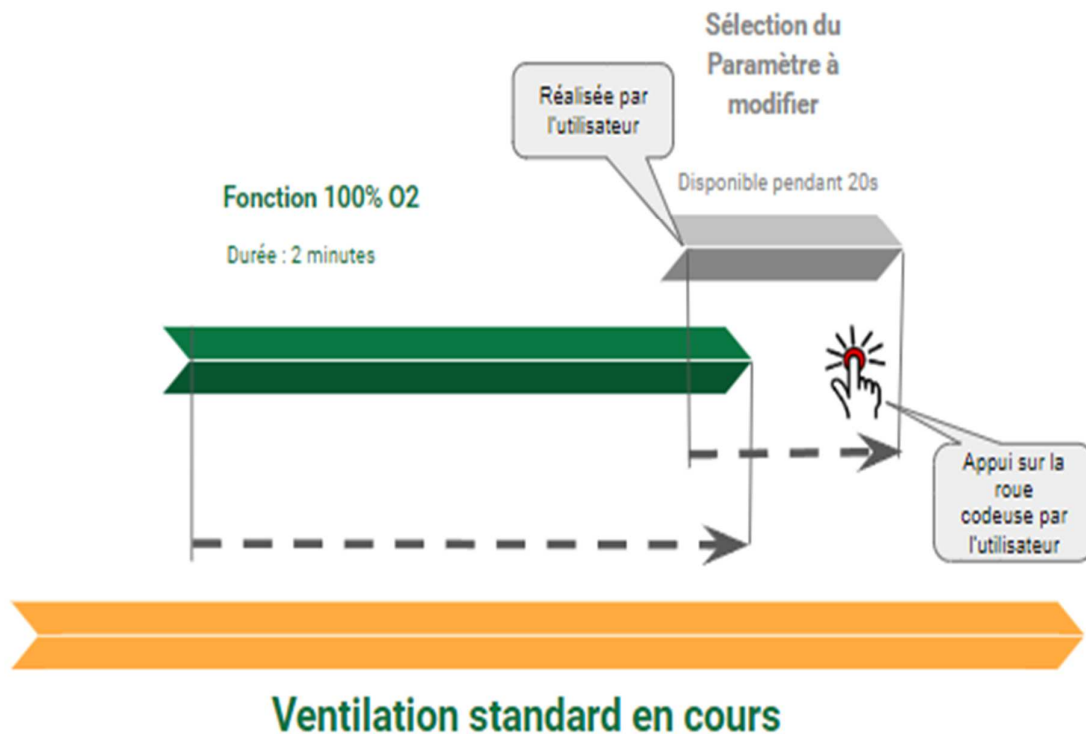 Sélection du
Paramètre à
modifier
Réalisée par
l'utilisateur
Disponible pendant 20s
Fonction 100% O2
Durée : 2 minutes
Appui sur la
roue
codeuse par
l'utilisateur
Ventilation standard en cours